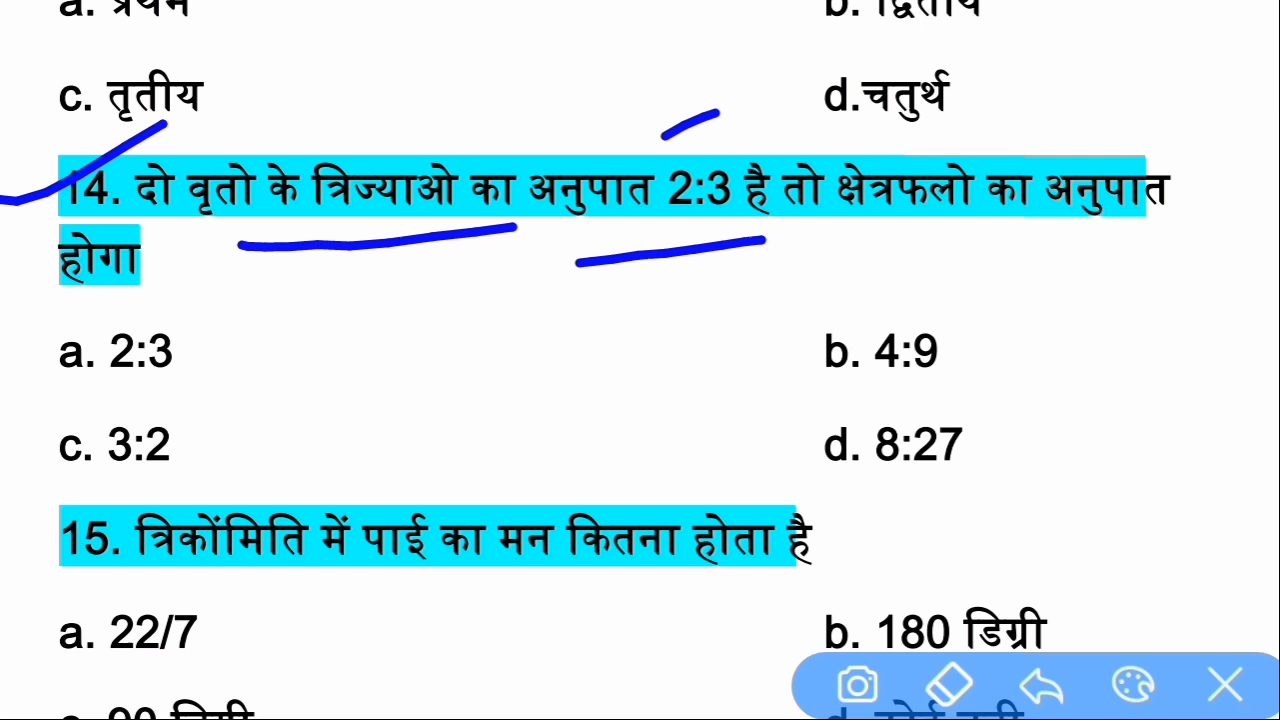 a. प्रथम b. द्वितीय
c. तृतीय d.चतुर्थ
14. दो वृतो के त्रिज्याओ का अनुपात 2:3 है तो क्षेत्रफलो का अनुपात
होगा
a. 2:3 b. 4:9
c. 3:2 d. 8:27
15. त्रिकोंमिति में पाई का मन कितना होता है
a. 22/7 b. 180 डिग्री